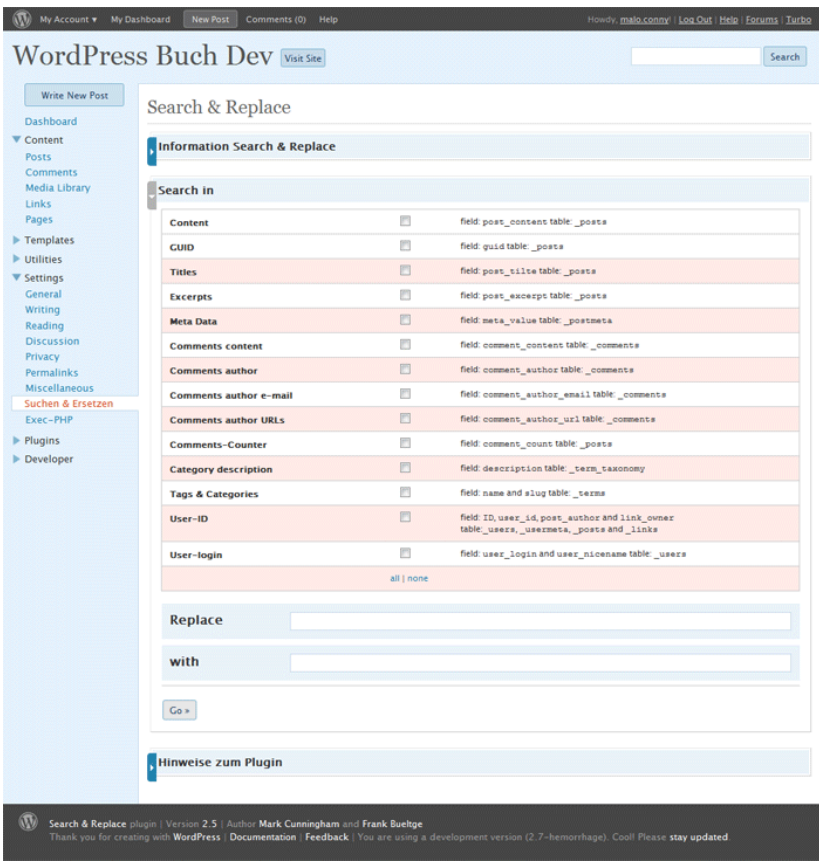 My Account ▾ My Dashboard New Post Comments (0) Help Howdy, malo.conny! | Log Out | Help | Forums | Turbo
WordPress Buch Dev Visit Site Search
Write New Post
Dashboard
Content
Posts
Comments
Media Library
Links
Pages
Templates
Utilities
Settings
General
Writing
Reading
Discussion
Privacy
Permalinks
Miscellaneous
Suchen & Ersetzen
Exec-PHP
Plugins
Developer
Search & Replace
Information Search & Replace
Search in
Content field: post_content table: _posts
GUID field: guid table: _posts
Titles field: post_tilte table: _posts
Excerpts field: post_excerpt table: _posts
Meta Data field: meta_value table: _postmeta
Comments content field: comment_content table: _comments
Comments author field: comment_author table: _comments
Comments author e-mail field: comment_author_email table: _comments
Comments author URLs field: comment_author_url table: _comments
Comments-Counter field: comment_count table: _posts
Category description field: description table: _term_taxonomy
Tags & Categories field: name and slug table: _terms
User-ID field: ID, user_id, post_author and link_owner
table: _users, _usermeta, _posts and _links
User-login field: user_login and user_nicename table: _users
all | none
Replace
with
Go »
Hinweise zum Plugin
Search & Replace plugin | Version 2.5 | Author Mark Cunningham and Frank Bueltge
Thank you for creating with WordPress | Documentation | Feedback | You are using a development version (2.7-hemorrhage). Cool! Please stay updated.